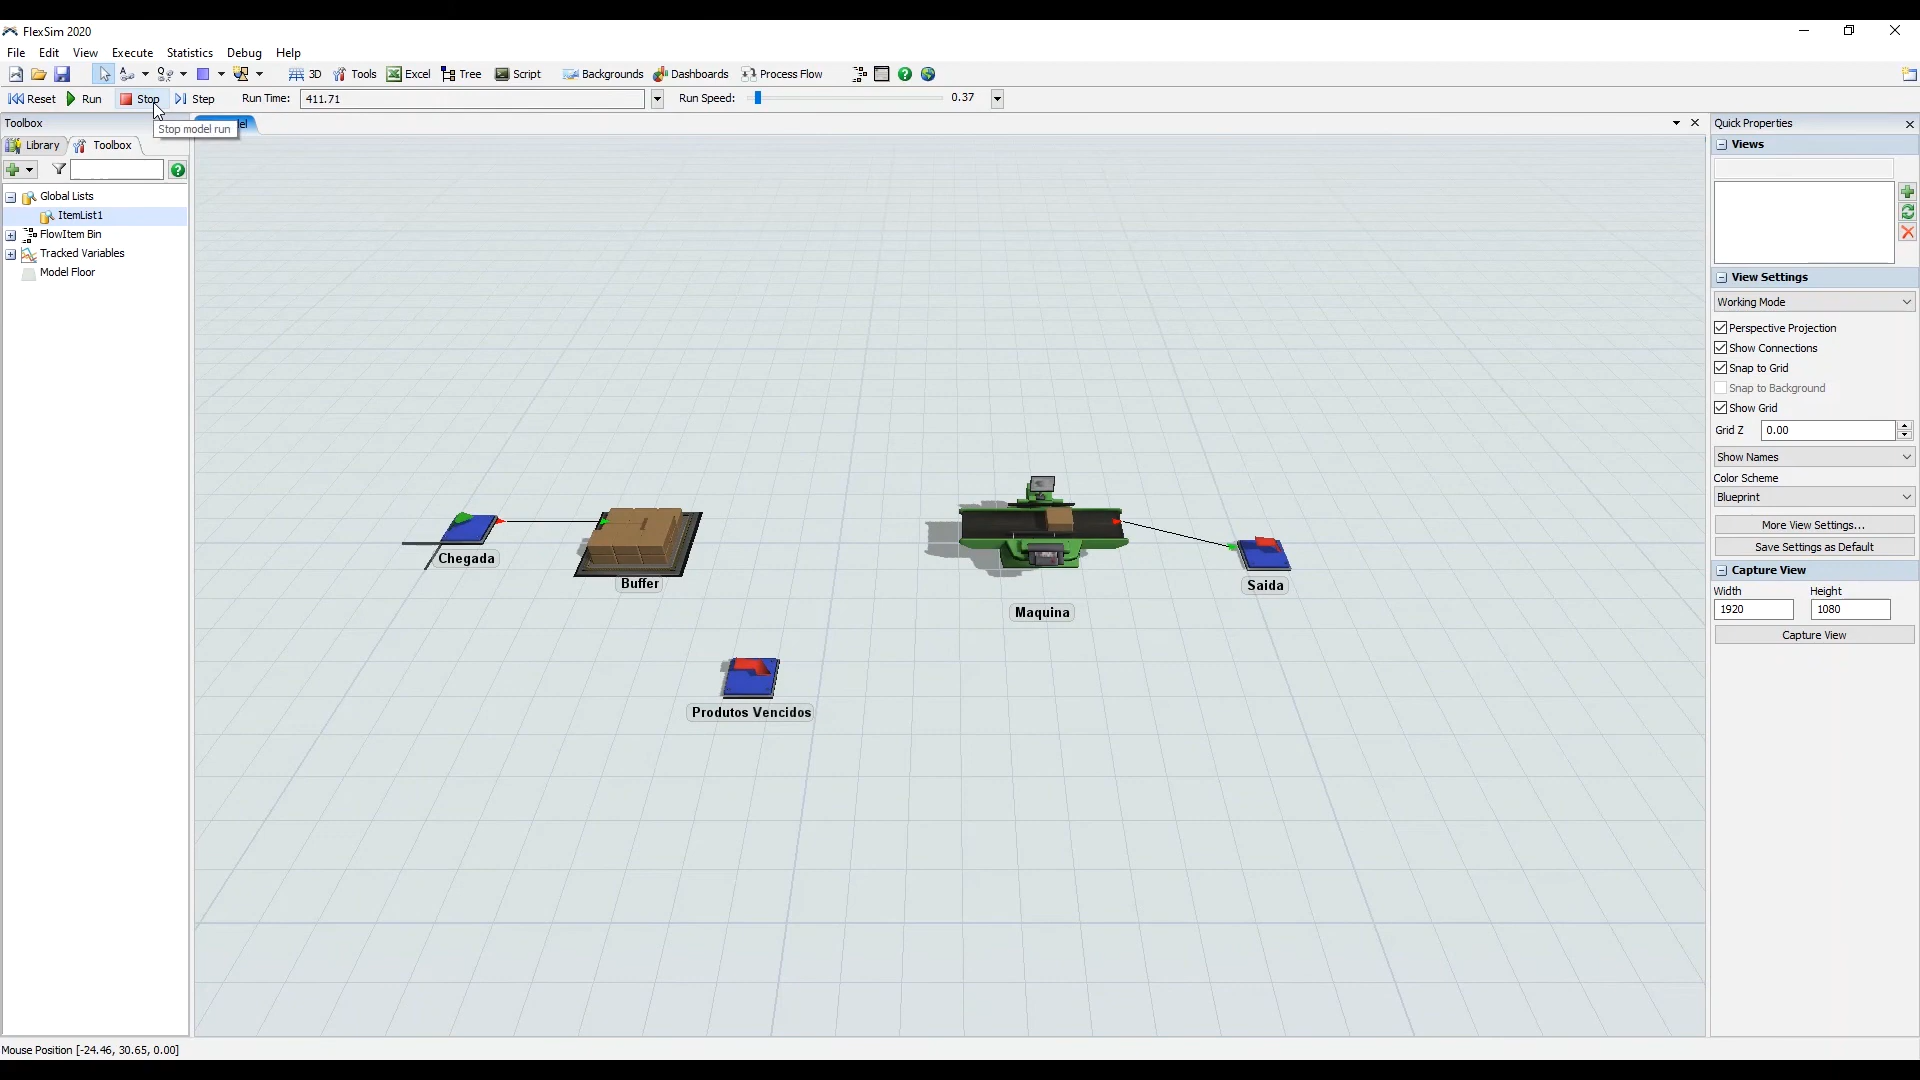 FlexSim 2020
File Edit View Execute Statistics Debug Help
3D Tools Excel Tree Script Backgrounds Dashboards Process Flow
Reset Run Stop Step Run Time: 411.71 Run Speed: 0.37
Toolbox
Stop model run
Quick Properties
Library Toolbox
Views
Global Lists
ItemList1
FlowItem Bin
Tracked Variables
Model Floor
View Settings
Working Mode
Perspective Projection
Show Connections
Snap to Grid
Snap to Background
Show Grid
Grid Z 0.00
Show Names
Color Scheme
Blueprint
More View Settings...
Save Settings as Default
Capture View
Width Height
1920 1080
Capture View
Chegada
Buffer
Maquina
Saida
Produtos Vencidos
Mouse Position [-24.46, 30.65, 0.00]